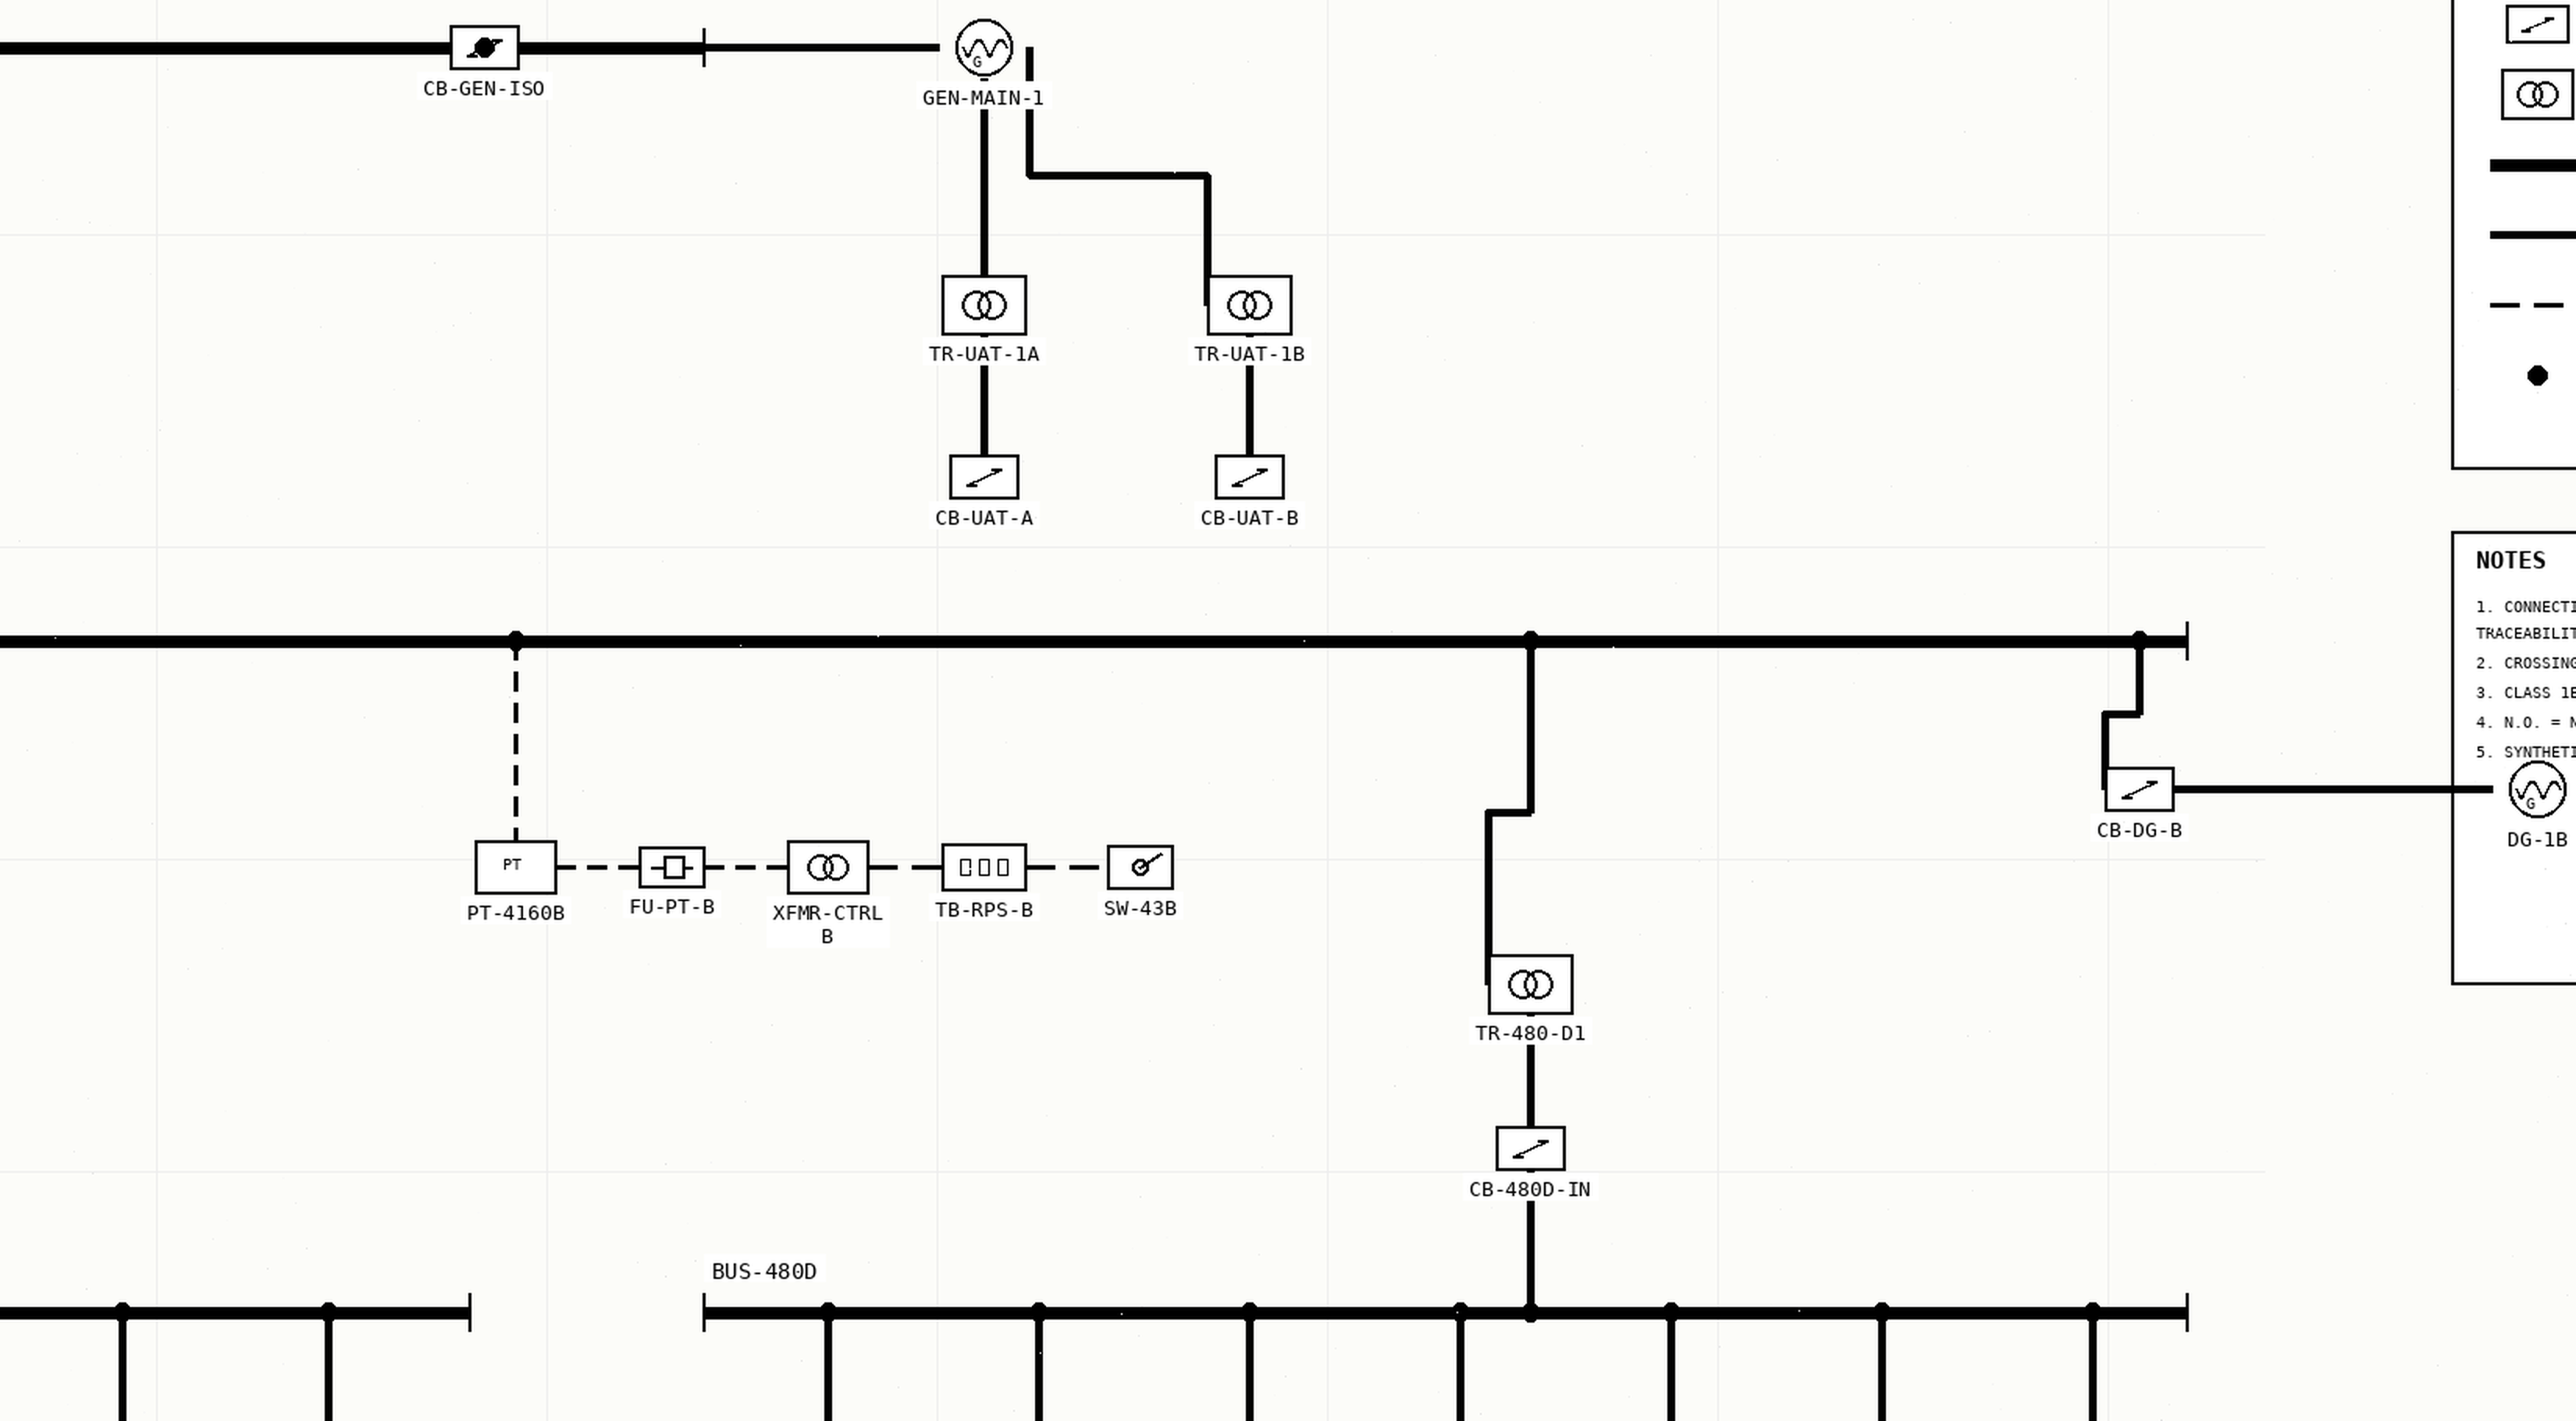 G
CB-GEN-ISO
GEN-MAIN-1
TR-UAT-1A
TR-UAT-1B
CB-UAT-A
CB-UAT-B
NOTES
1. CONNECTI
TRACEABILIT
2. CROSSING
3. CLASS 1E
4. N.O. = N
5. SYNTHETI
G
CB-DG-B
DG-1B
PT
PT-4160B
FU-PT-B
XFMR-CTRL
B
TB-RPS-B
SW-43B
TR-480-D1
CB-480D-IN
BUS-480D